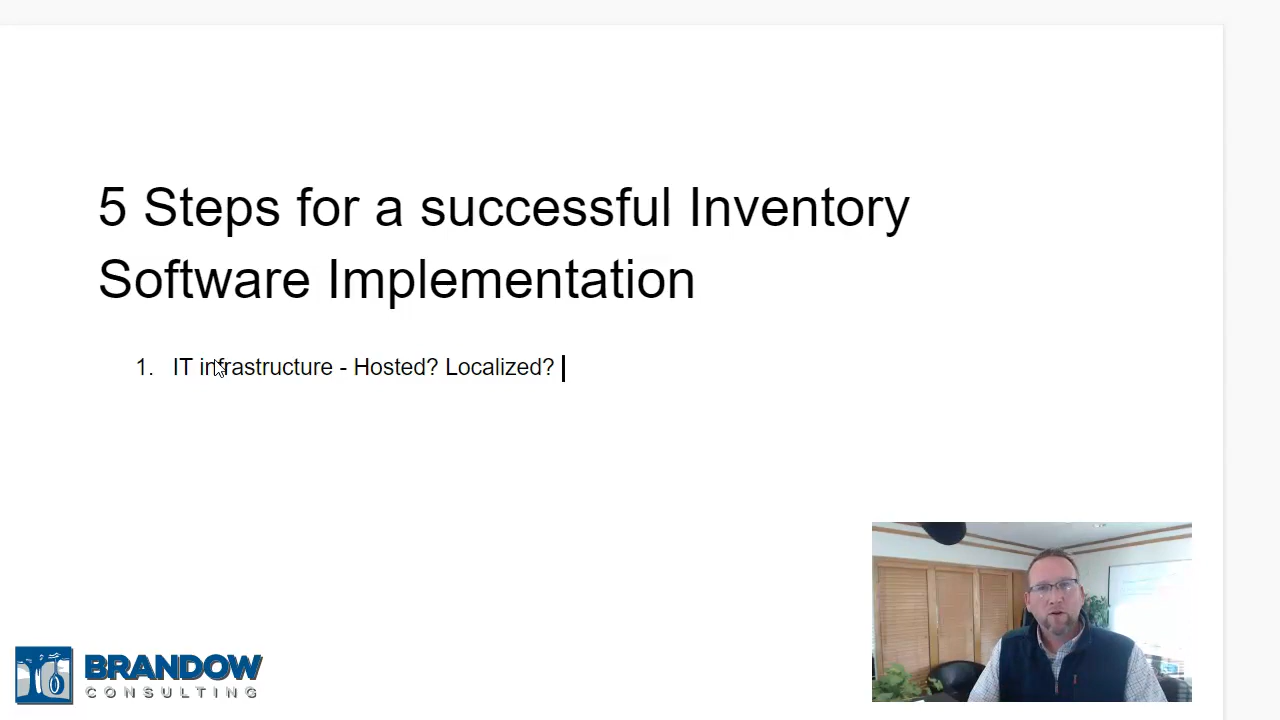 5 Steps for a successful Inventory
Software Implementation
1. IT infrastructure - Hosted? Localized?
BRANDOW
CONSULTING